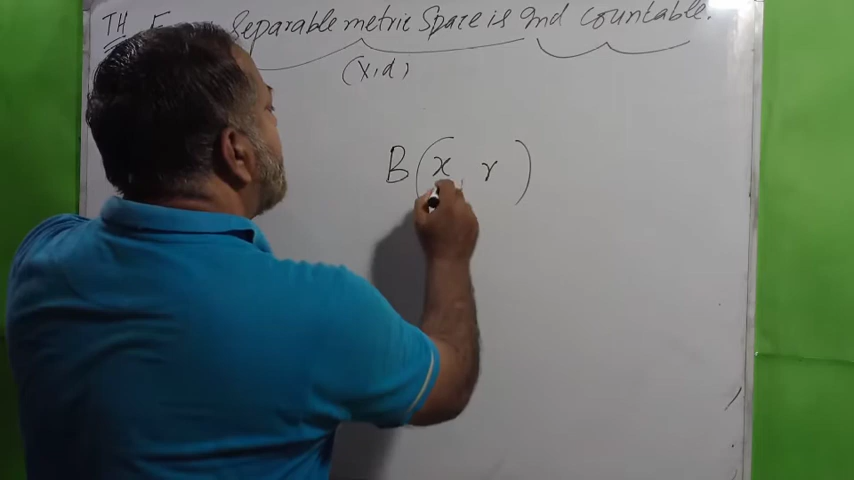 TH Separable metric Space is 2nd countable.
(X, d)
B(x r)